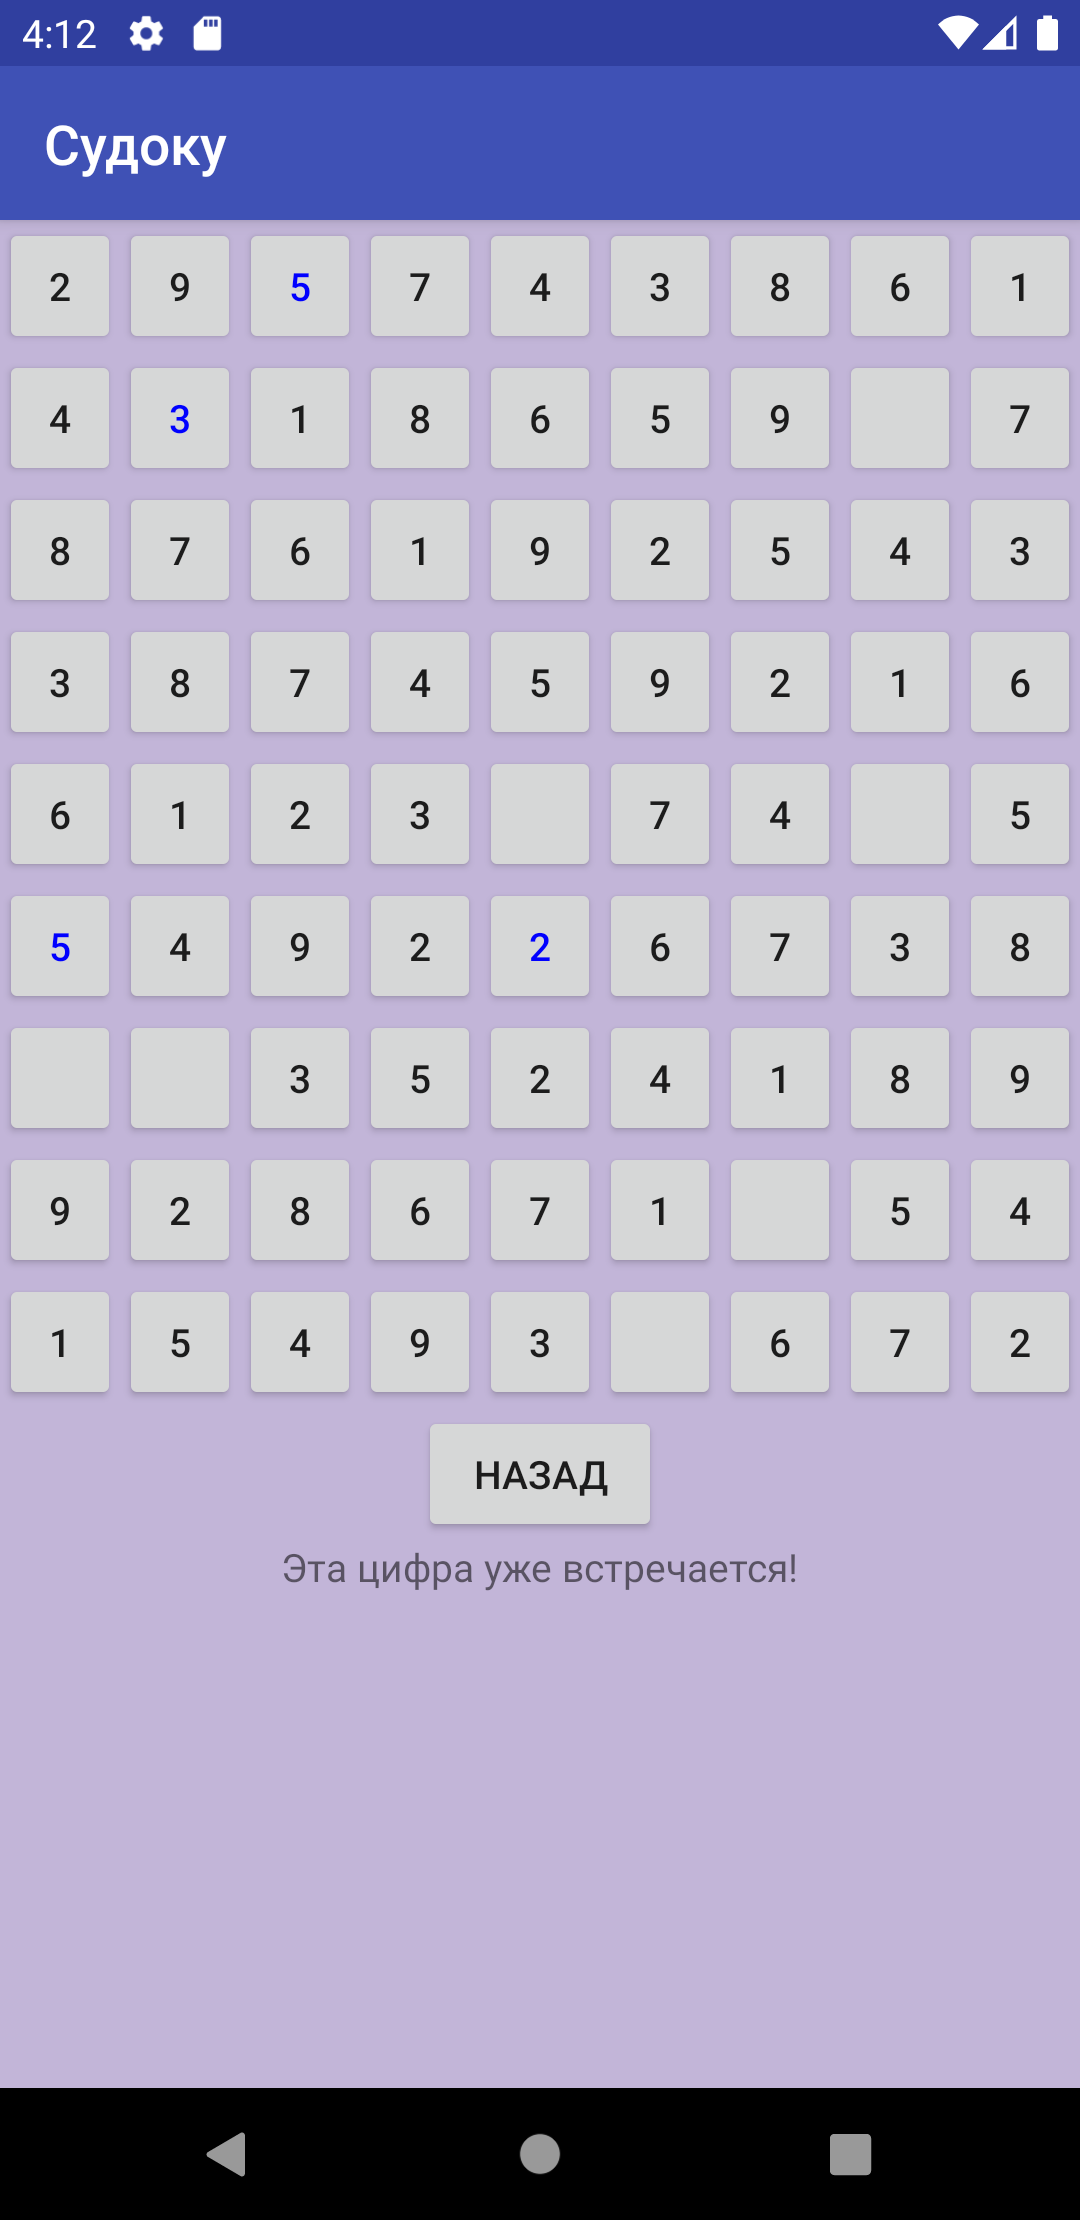 4:12
Судоку
2 9 5 7 4 3 8 6 1
4 3 1 8 6 5 9 7
8 7 6 1 9 2 5 4 3
3 8 7 4 5 9 2 1 6
6 1 2 3 7 4 5
5 4 9 2 2 6 7 3 8
3 5 2 4 1 8 9
9 2 8 6 7 1 5 4
1 5 4 9 3 6 7 2
НАЗАД
Эта цифра уже встречается!